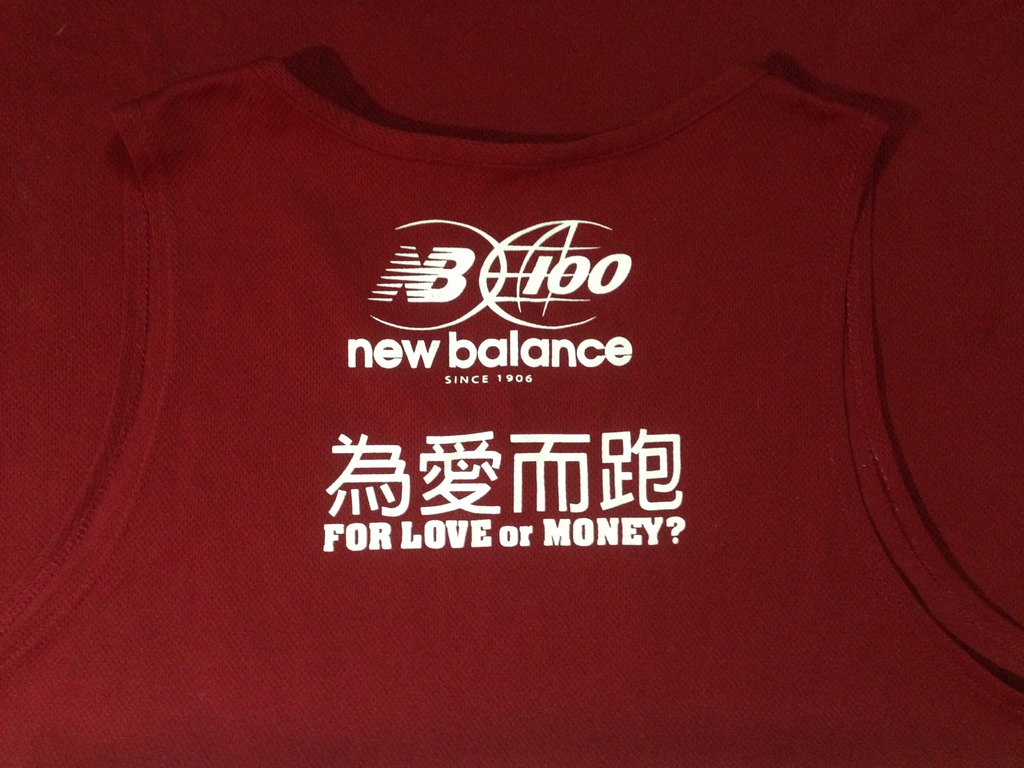 NB 100
new balance
SINCE 1906
為愛而跑
FOR LOVE or MONEY?